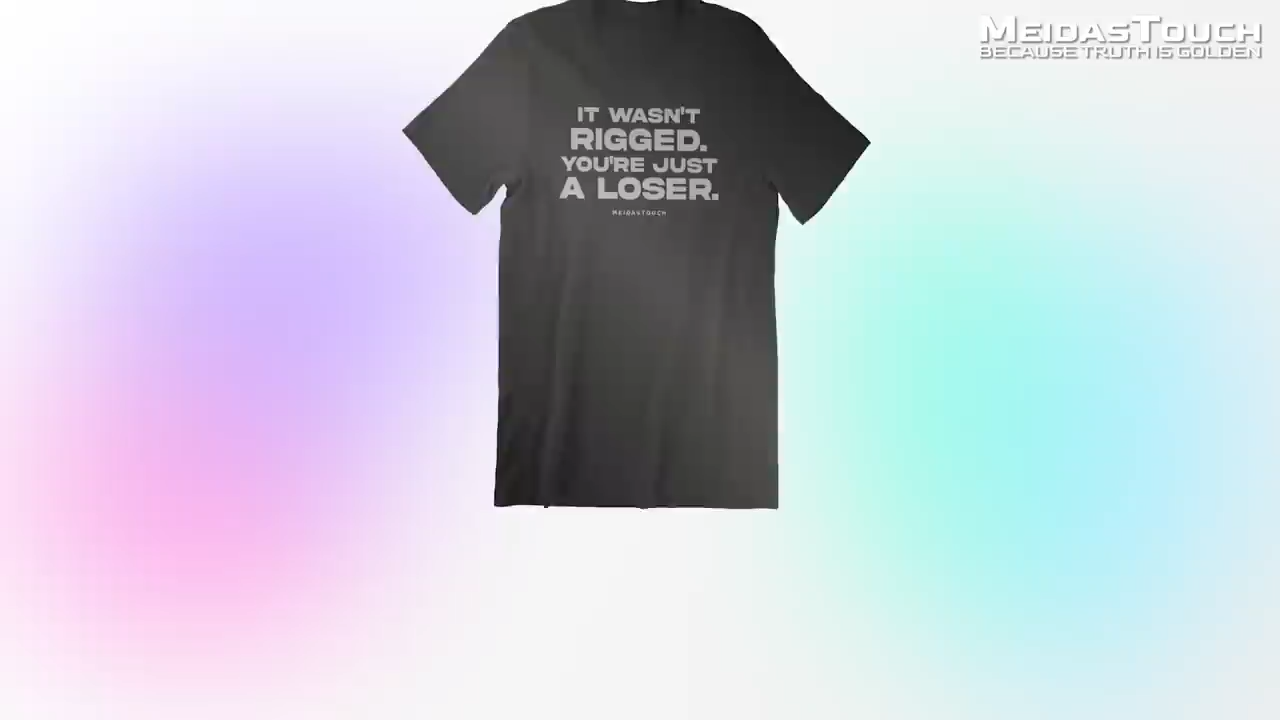 MEIDASTOUCH
BECAUSE TRUTH IS GOLDEN
IT WASN'T
RIGGED.
YOU'RE JUST
A LOSER.
MEIDASTOUCH